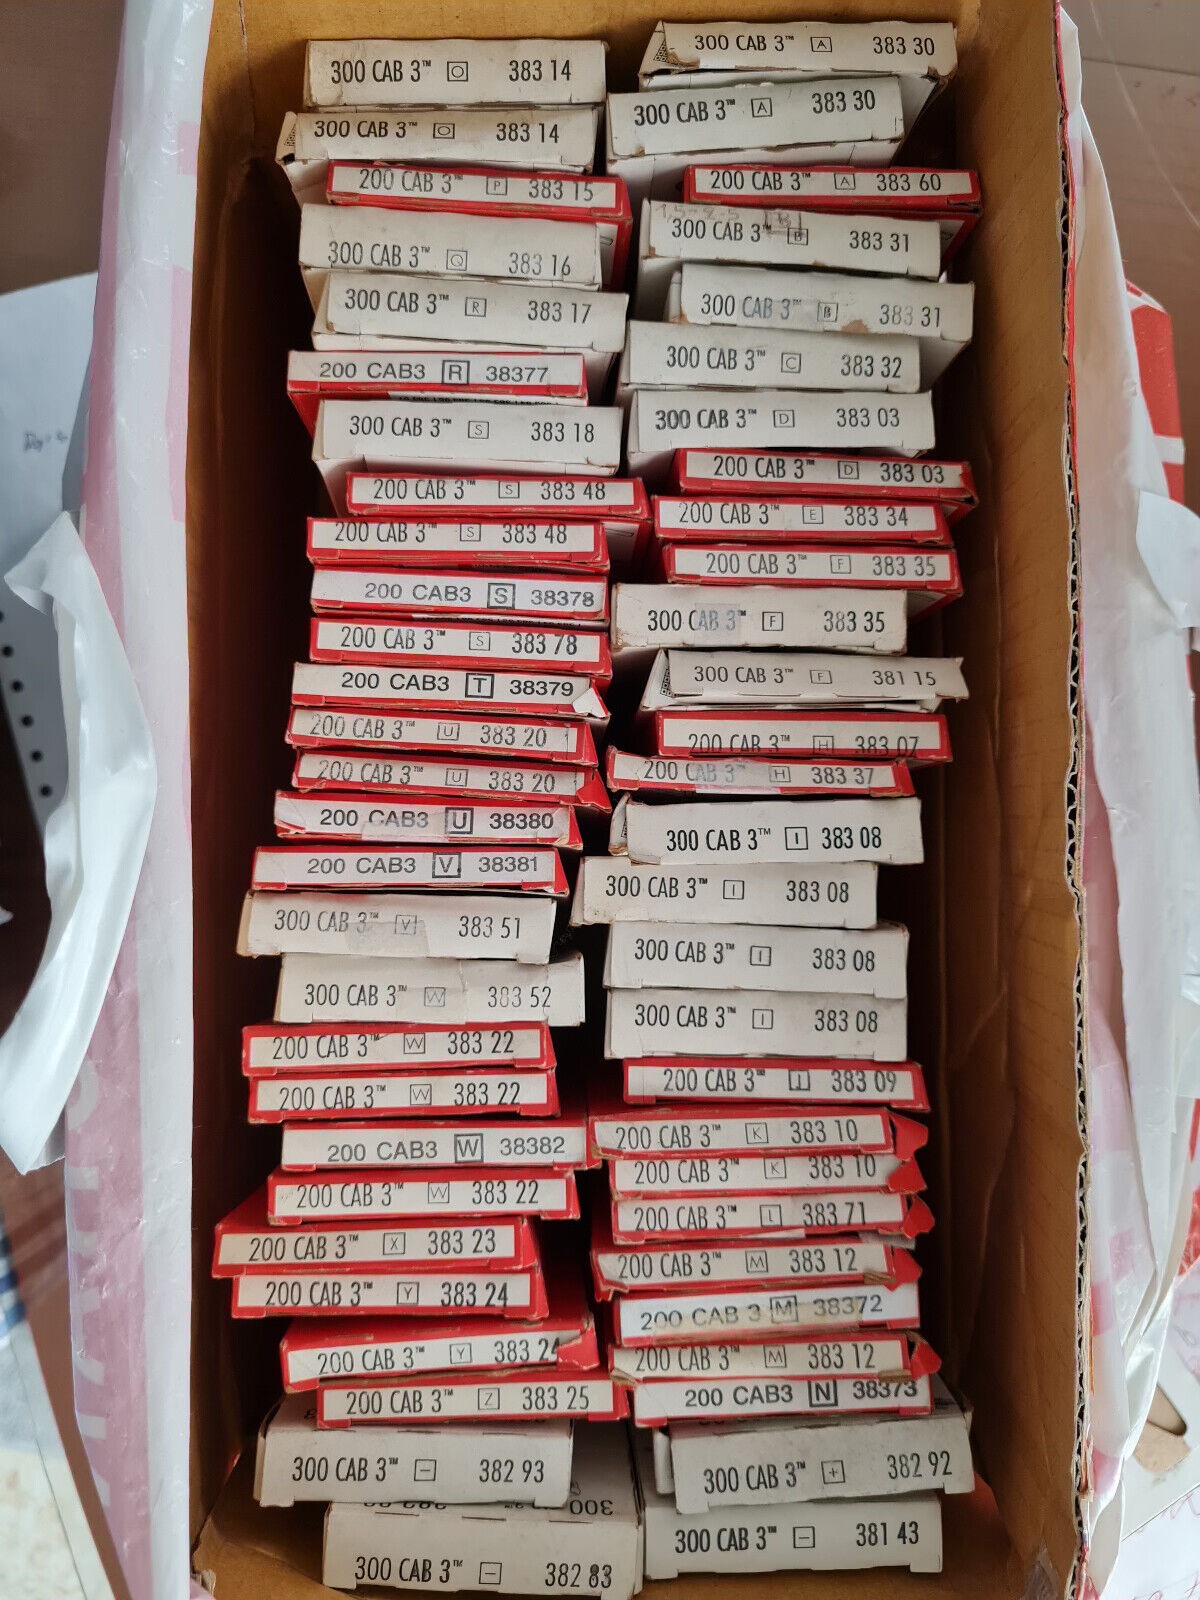 300 CAB 3™ O 383 14
300 CAB 3™ O 383 14
200 CAB 3™ P 383 15
300 CAB 3™ Q 383 16
300 CAB 3™ R 383 17
200 CAB3 R 38377
300 CAB 3™ S 383 18
200 CAB 3™ S 383 48
200 CAB 3™ S 383 48
200 CAB3 S 38378
200 CAB 3™ S 383 78
200 CAB3 T 38379
200 CAB 3™ U 383 20
200 CAB 3™ U 383 20
200 CAB3 U 38380
200 CAB3 V 38381
300 CAB 3™ V 383 51
300 CAB 3™ W 383 52
200 CAB 3™ W 383 22
200 CAB 3™ W 383 22
200 CAB3 W 38382
200 CAB 3™ W 383 22
200 CAB 3™ X 383 23
200 CAB 3™ Y 383 24
200 CAB 3™ Y 383 24
200 CAB 3™ Z 383 25
300 CAB 3™ - 382 93
300 CAB 3™ - 382 83
300 CAB 3™ A 383 30
300 CAB 3™ A 383 30
200 CAB 3™ A 383 60
300 CAB 3™ B 383 31
300 CAB 3™ B 383 31
300 CAB 3™ C 383 32
300 CAB 3™ D 383 03
200 CAB 3™ D 383 03
200 CAB 3™ E 383 34
200 CAB 3™ F 383 35
300 CAB 3™ F 383 35
300 CAB 3™ F 381 15
200 CAB 3™ H 383 07
200 CAB 3™ H 383 37
300 CAB 3™ I 383 08
300 CAB 3™ I 383 08
300 CAB 3™ I 383 08
300 CAB 3™ I 383 08
200 CAB 3™ J 383 09
200 CAB 3™ K 383 10
200 CAB 3™ K 383 10
200 CAB 3™ L 383 71
200 CAB 3™ M 383 12
200 CAB 3 M 38372
200 CAB 3™ M 383 12
200 CAB3 N 38373
300 CAB 3™ + 382 92
300 CAB 3™ - 381 43